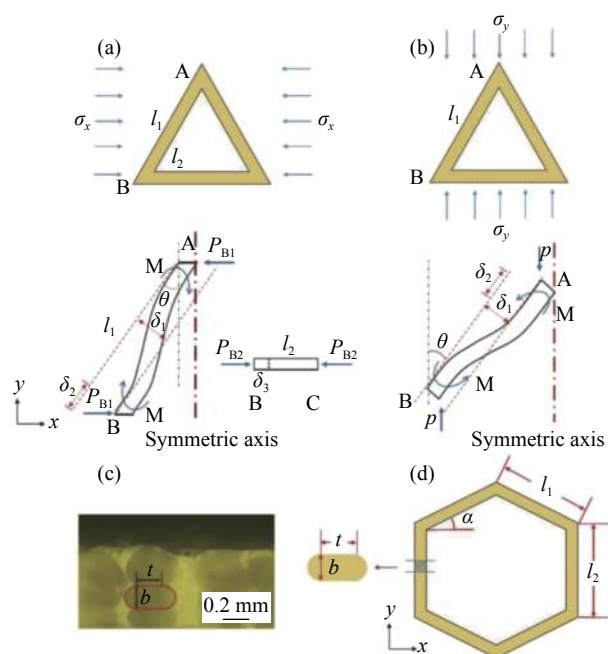 (a)
(b)
σy
A
A
σx
l1
l2
σx
l1
B
B
σy
A
PB1
M
θ
δ1
l1
PB2
l2
PB2
δ3
δ2
PB1
B
M
B
C
y
x
Symmetric axis
p
A
δ2
δ1
M
θ
M
B
p
Symmetric axis
(c)
(d)
t
b
0.2 mm
t
b
l1
α
l2
y
x